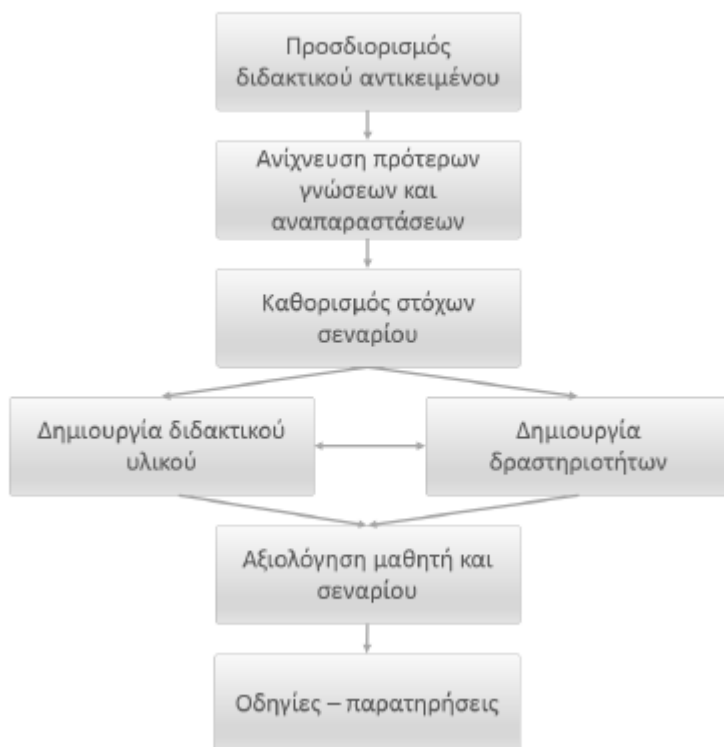 Προσδιορισμός
διδακτικού αντικειμένου
Ανίχνευση πρότερων
γνώσεων και
αναπαραστάσεων
Καθορισμός στόχων
σεναρίου
Δημιουργία διδακτικού
υλικού
Δημιουργία
δραστηριοτήτων
Αξιολόγηση μαθητή και
σεναρίου
Οδηγίες – παρατηρήσεις